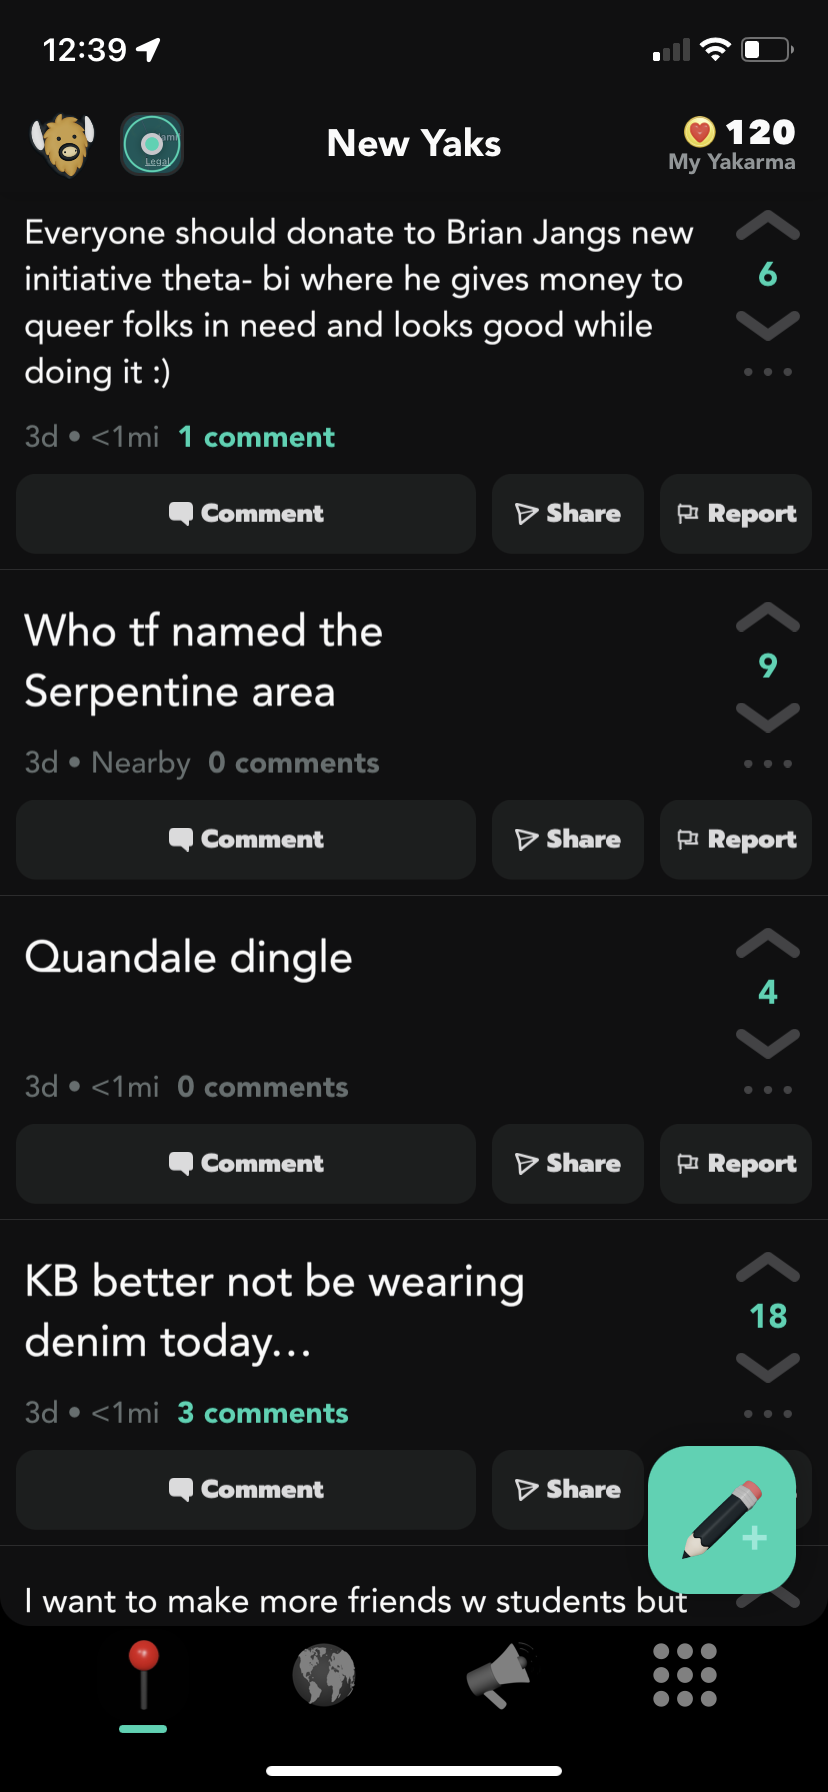 12:39
New Yaks
120
My Yakarma
Legal
Everyone should donate to Brian Jangs new
initiative theta- bi where he gives money to
queer folks in need and looks good while
doing it :)
6
3d • <1mi 1 comment
Comment Share Report
Who tf named the
Serpentine area
9
3d • Nearby 0 comments
Comment Share Report
Quandale dingle
4
3d • <1mi 0 comments
Comment Share Report
KB better not be wearing
denim today...
18
3d • <1mi 3 comments
Comment Share
I want to make more friends w students but